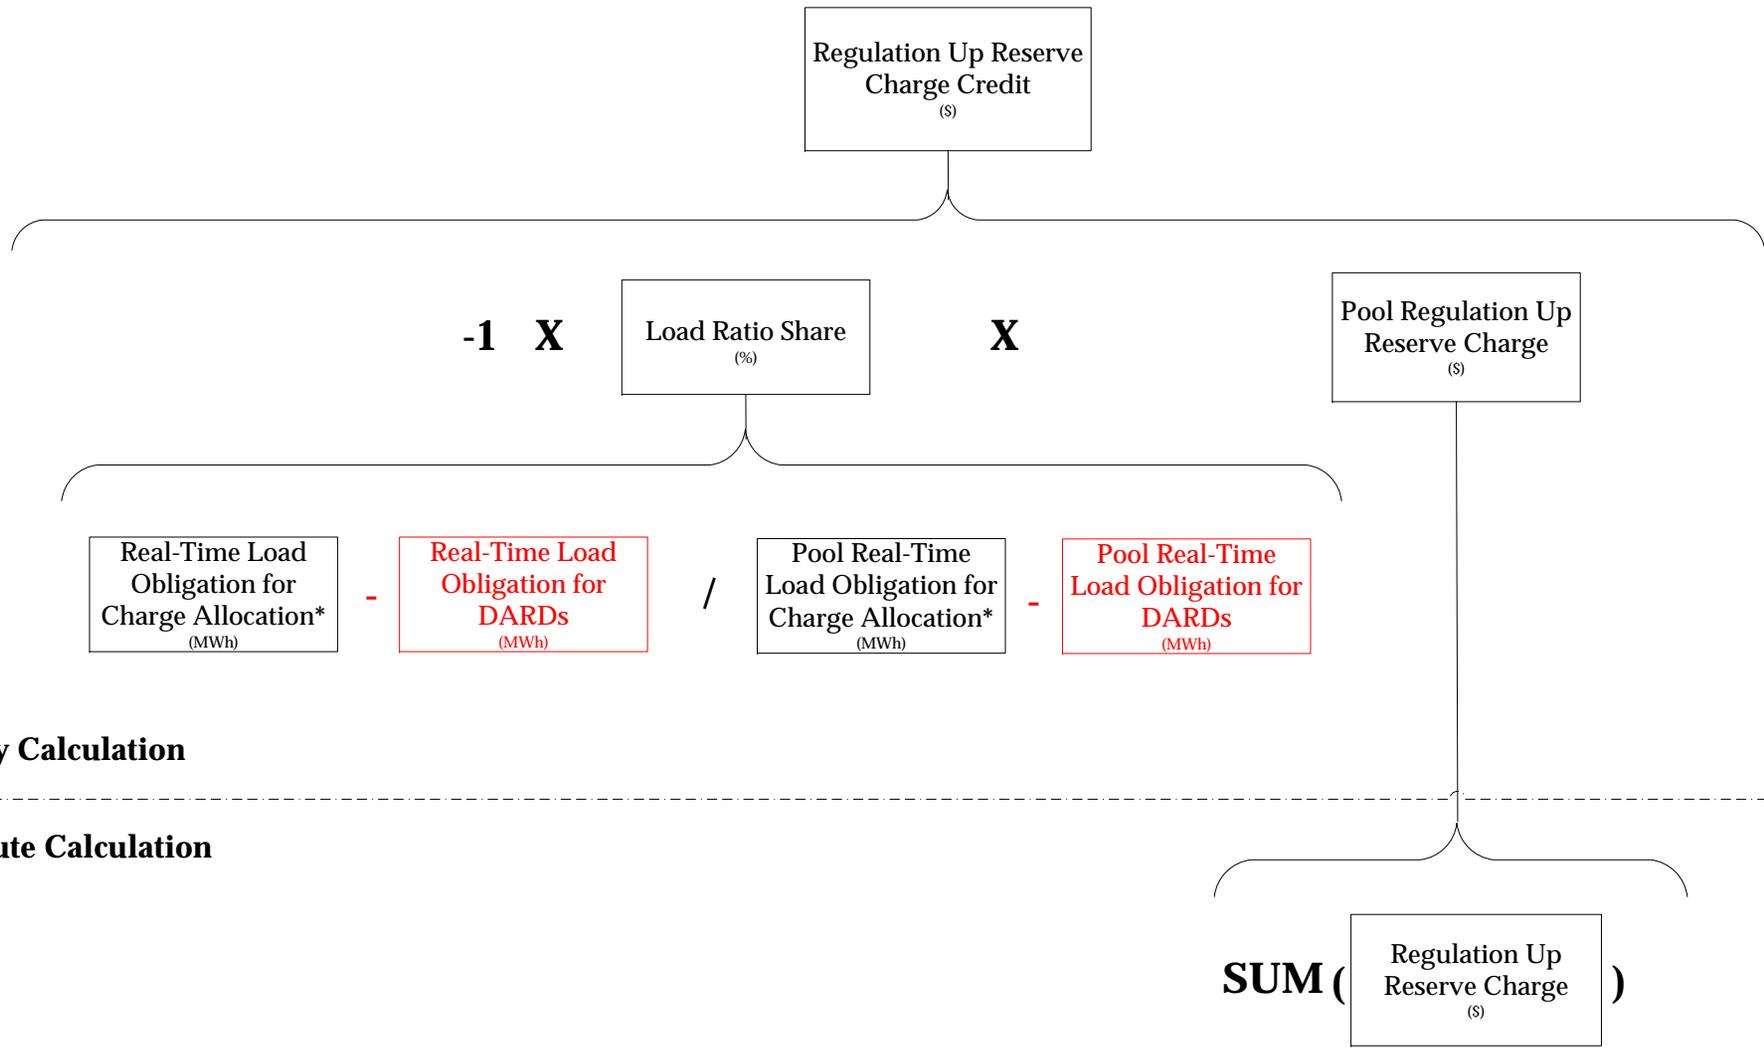 Regulation Up Reserve
Charge Credit
($)
-1 X
Load Ratio Share
(%)
X
Pool Regulation Up
Reserve Charge
($)
Real-Time Load
Obligation for
Charge Allocation*
(MWh)
-
Real-Time Load
Obligation for
DARDs
(MWh)
/
Pool Real-Time
Load Obligation for
Charge Allocation*
(MWh)
-
Pool Real-Time
Load Obligation for
DARDs
(MWh)
y Calculation
ute Calculation
SUM (
Regulation Up
Reserve Charge
($)
)